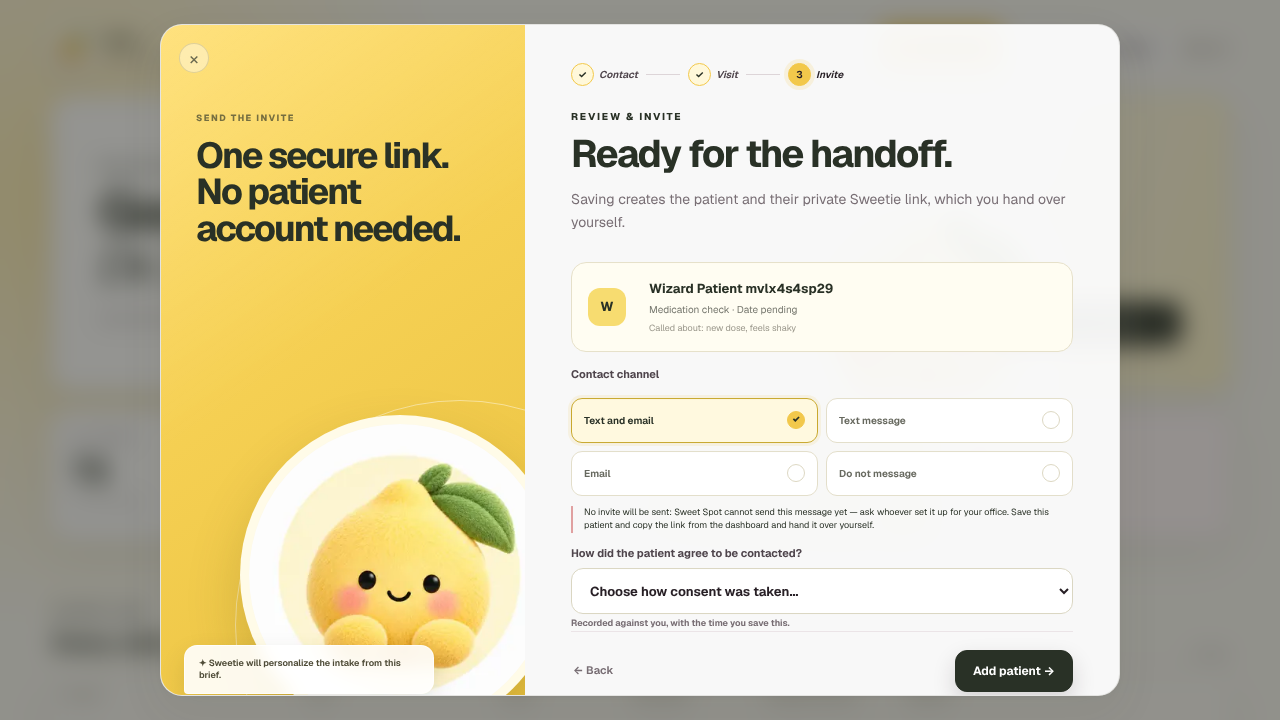 ×
SEND THE INVITE
One secure link.
No patient
account needed.
✦ Sweetie will personalize the intake from this
brief.
✓ Contact ✓ Visit 3 Invite
REVIEW & INVITE
Ready for the handoff.
Saving creates the patient and their private Sweetie link, which you hand over
yourself.
W
Wizard Patient mvlx4s4sp29
Medication check · Date pending
Called about: new dose, feels shaky
Contact channel
Text and email ✓
Text message
Email
Do not message
No invite will be sent: Sweet Spot cannot send this message yet — ask whoever set it up for your office. Save this
patient and copy the link from the dashboard and hand it over yourself.
How did the patient agree to be contacted?
Choose how consent was taken...
Recorded against you, with the time you save this.
← Back
Add patient →